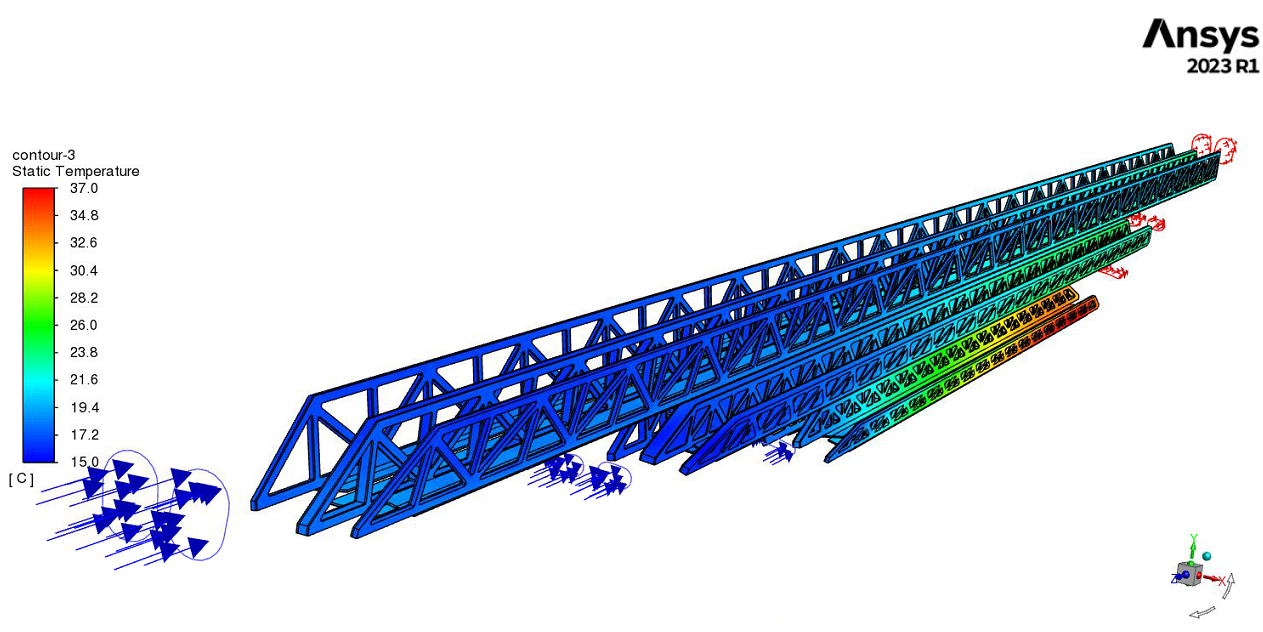 Ansys
2023 R1
contour-3
Static Temperature
37.0
34.8
32.6
30.4
28.2
26.0
23.8
21.6
19.4
17.2
15.0
[ C ]
Y
Z
X